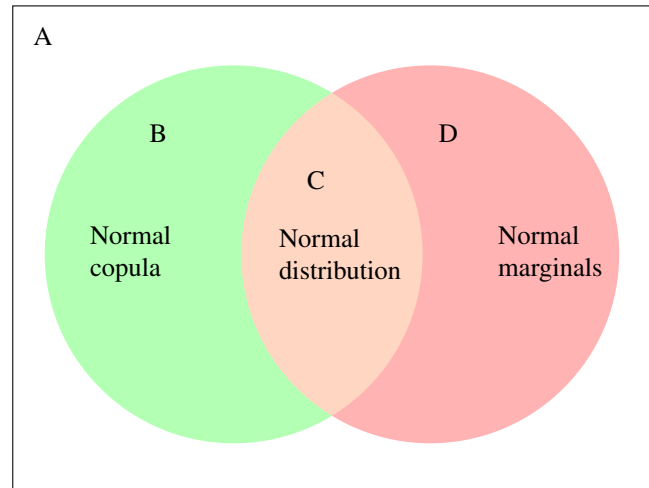 A
B
D
C
Normal
copula
Normal
distribution
Normal
marginals